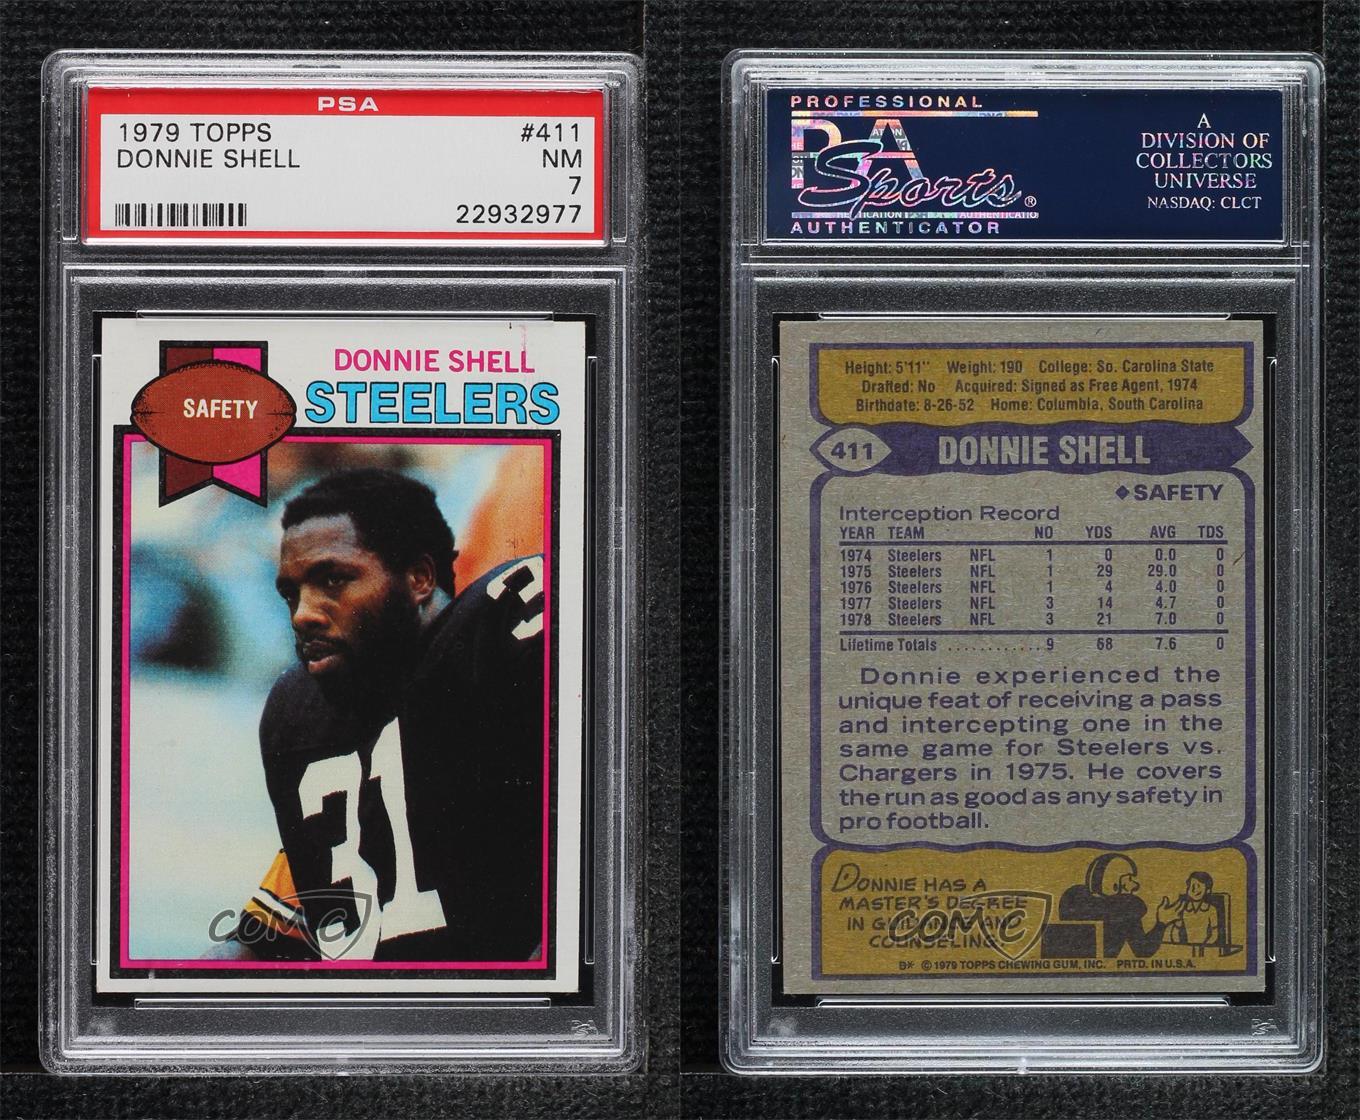 PSA
1979 TOPPS #411
DONNIE SHELL NM
7
22932977
DONNIE SHELL
STEELERS
SAFETY
31
31
COMC
PROFESSIONAL
PSA
Sports®
AUTHENTICATOR
A
DIVISION OF
COLLECTORS
UNIVERSE
NASDAQ: CLCT
Height: 5'11" Weight: 190 College: So. Carolina State
Drafted: No Acquired: Signed as Free Agent, 1974
Birthdate: 8-26-52 Home: Columbia, South Carolina
411 DONNIE SHELL
◆SAFETY
Interception Record
YEAR TEAM NO YDS AVG TDS
1974 Steelers NFL 1 0 0.0 0
1975 Steelers NFL 1 29 29.0 0
1976 Steelers NFL 1 4 4.0 0
1977 Steelers NFL 3 14 4.7 0
1978 Steelers NFL 3 21 7.0 0
Lifetime Totals ............ 9 68 7.6 0
Donnie experienced the
unique feat of receiving a pass
and intercepting one in the
same game for Steelers vs.
Chargers in 1975. He covers
the run as good as any safety in
pro football.
DONNIE HAS A
MASTER'S DEGREE
IN GUIDANCE AND
COUNSELING.
COMC
B* © 1979 TOPPS CHEWING GUM, INC. PRTD. IN U.S.A.